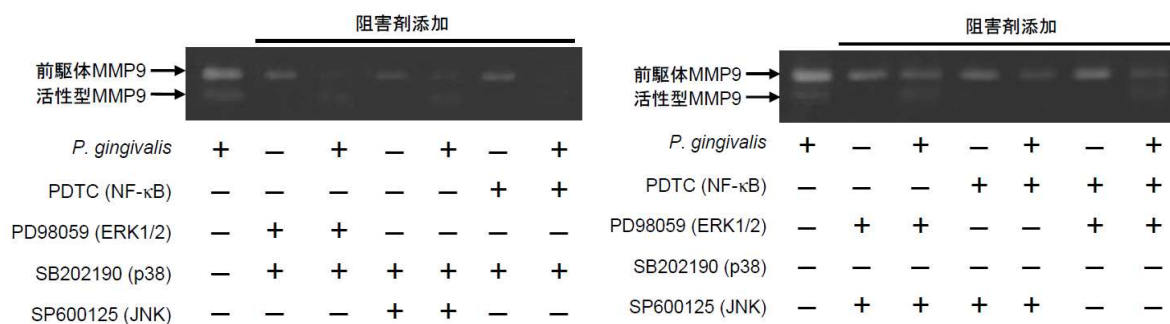 阻害剤添加
前駆体MMP9
活性型MMP9
P. gingivalis + − + − + − +
PDTC (NF-κB) − − − − − + +
PD98059 (ERK1/2) − + + − − − −
SB202190 (p38) − + + + + + +
SP600125 (JNK) − − − + + − −
阻害剤添加
前駆体MMP9
活性型MMP9
P. gingivalis + − + − + − +
PDTC (NF-κB) − − − + + + +
PD98059 (ERK1/2) − + + − − + +
SB202190 (p38) − − − − − − −
SP600125 (JNK) − + + + + − −